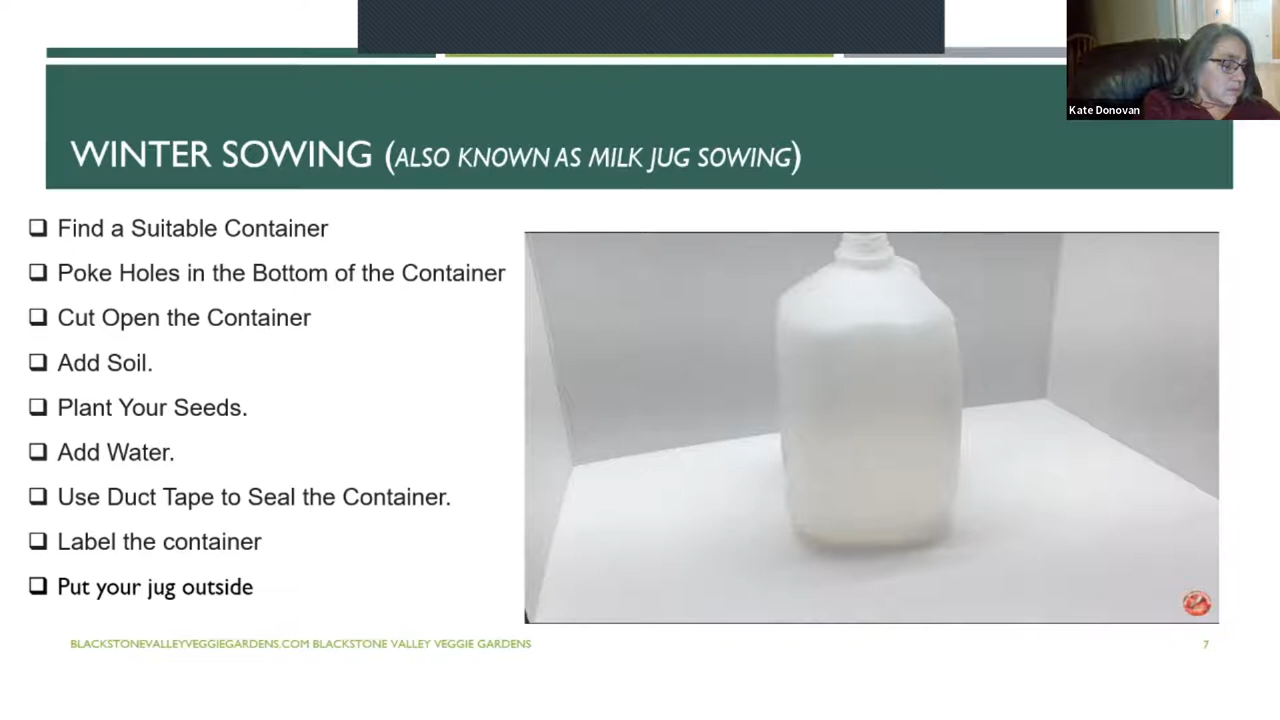 Kate Donovan
WINTER SOWING (ALSO KNOWN AS MILK JUG SOWING)
Find a Suitable Container
Poke Holes in the Bottom of the Container
Cut Open the Container
Add Soil.
Plant Your Seeds.
Add Water.
Use Duct Tape to Seal the Container.
Label the container
Put your jug outside
BLACKSTONEVALLEYVEGGIEGARDENS.COM BLACKSTONE VALLEY VEGGIE GARDENS
7